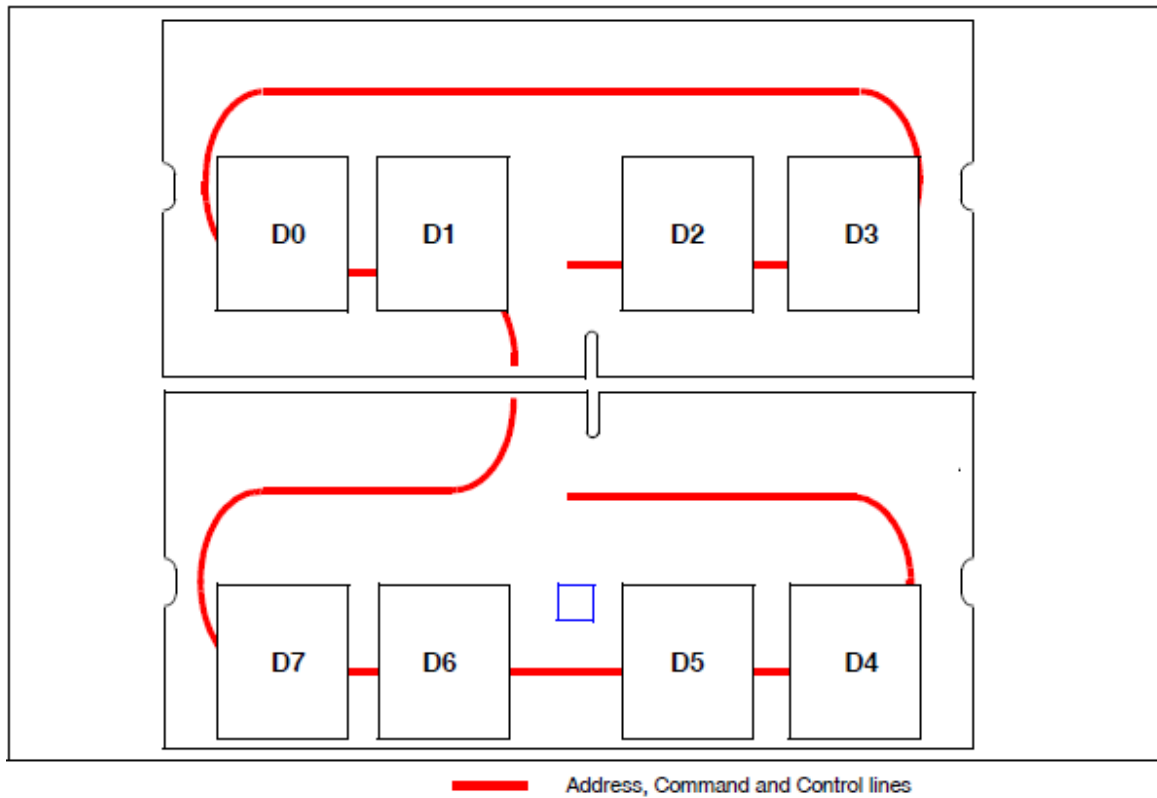 D0 D1 D2 D3
D7 D6 D5 D4
Address, Command and Control lines